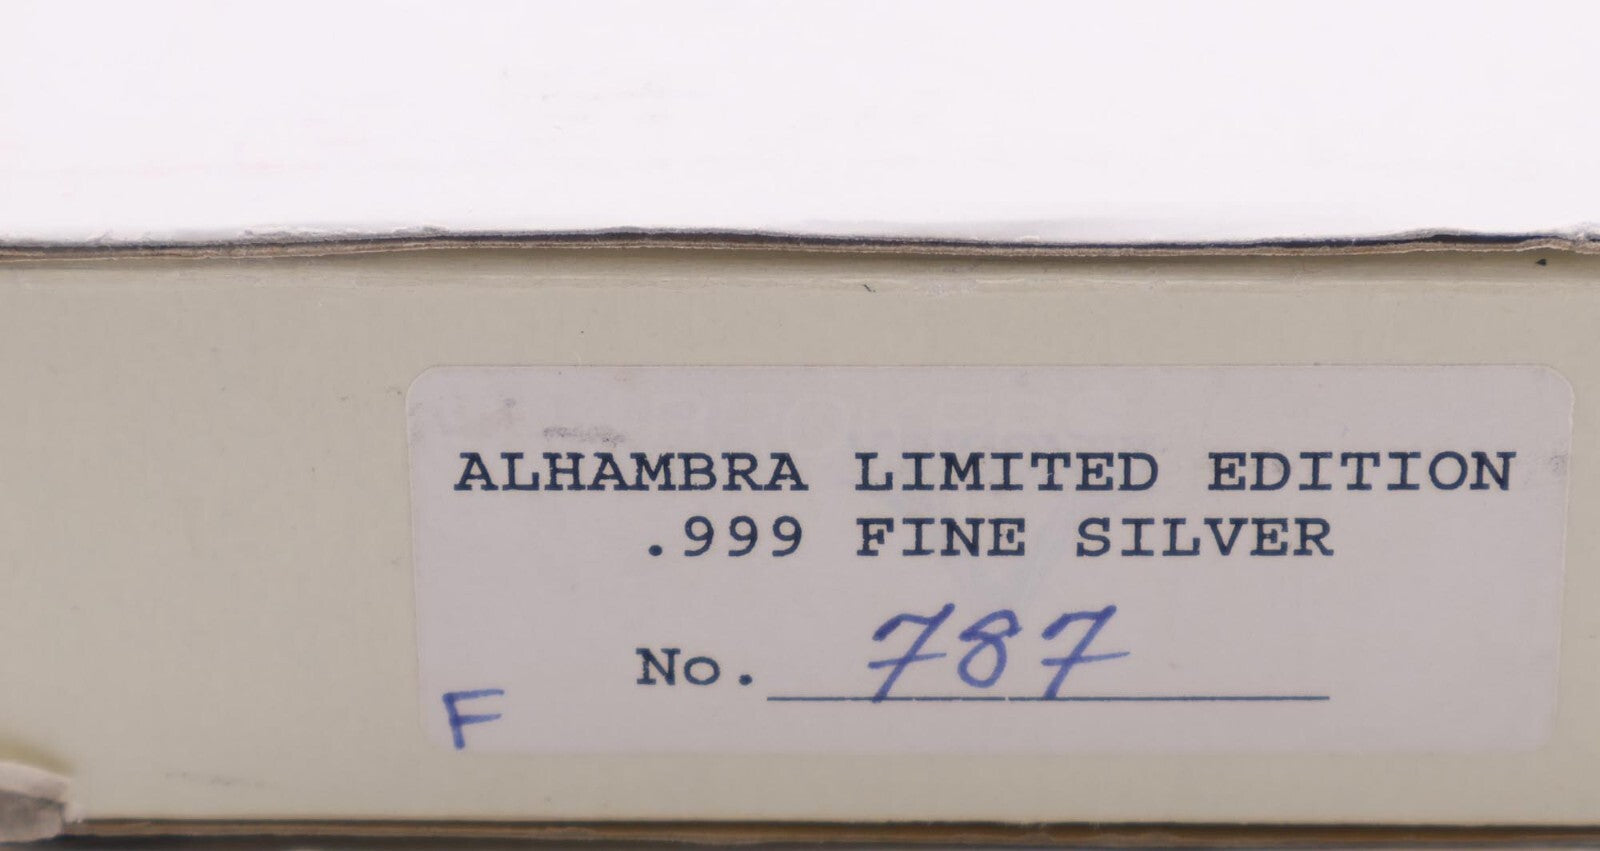 ALHAMBRA LIMITED EDITION
.999 FINE SILVER
No. 787
F